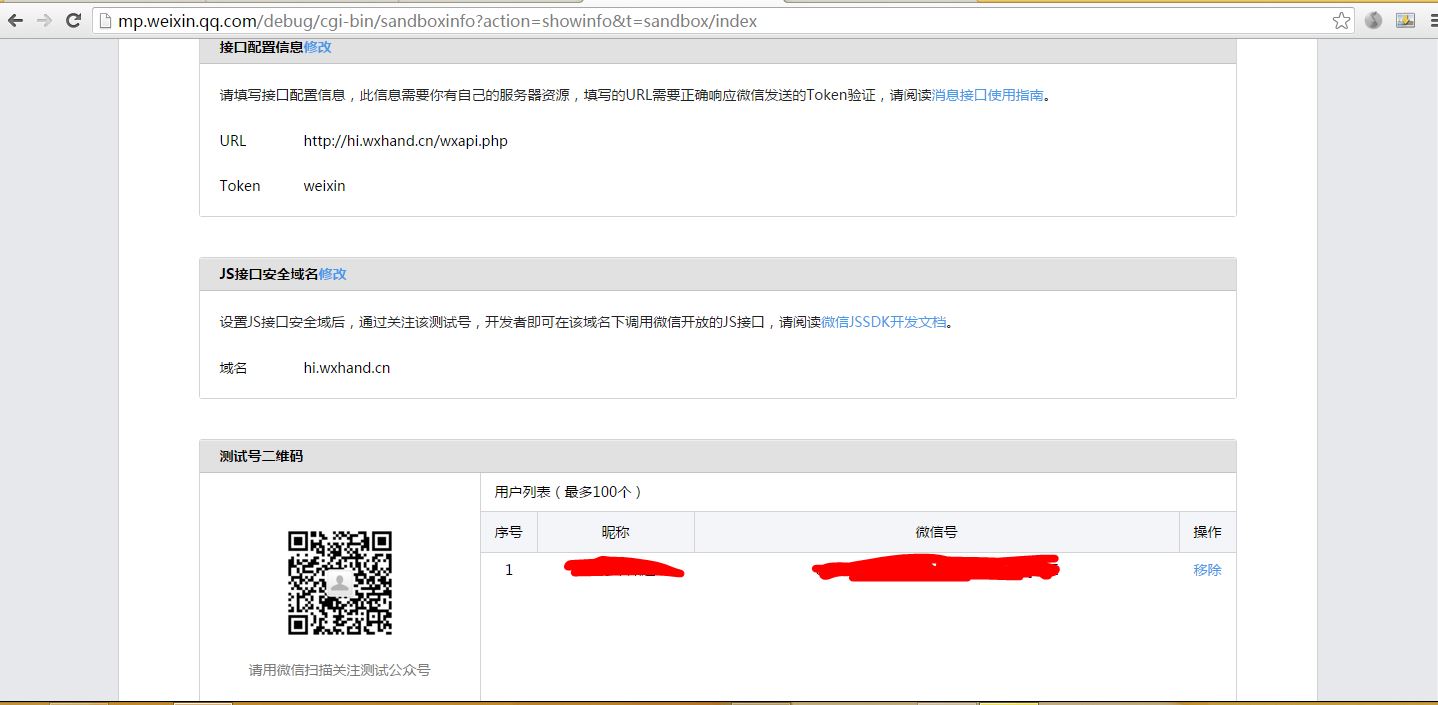 mp.weixin.qq.com/debug/cgi-bin/sandboxinfo?action=showinfo&t=sandbox/index
接口配置信息修改
请填写接口配置信息，此信息需要你有自己的服务器资源，填写的URL需要正确响应微信发送的Token验证，请阅读消息接口使用指南。
URL http://hi.wxhand.cn/wxapi.php
Token weixin
JS接口安全域名修改
设置JS接口安全域后，通过关注该测试号，开发者即可在该域名下调用微信开放的JS接口，请阅读微信JSSDK开发文档。
域名 hi.wxhand.cn
测试号二维码
用户列表（最多100个）
序号 昵称 微信号 操作
1 移除
请用微信扫描关注测试公众号